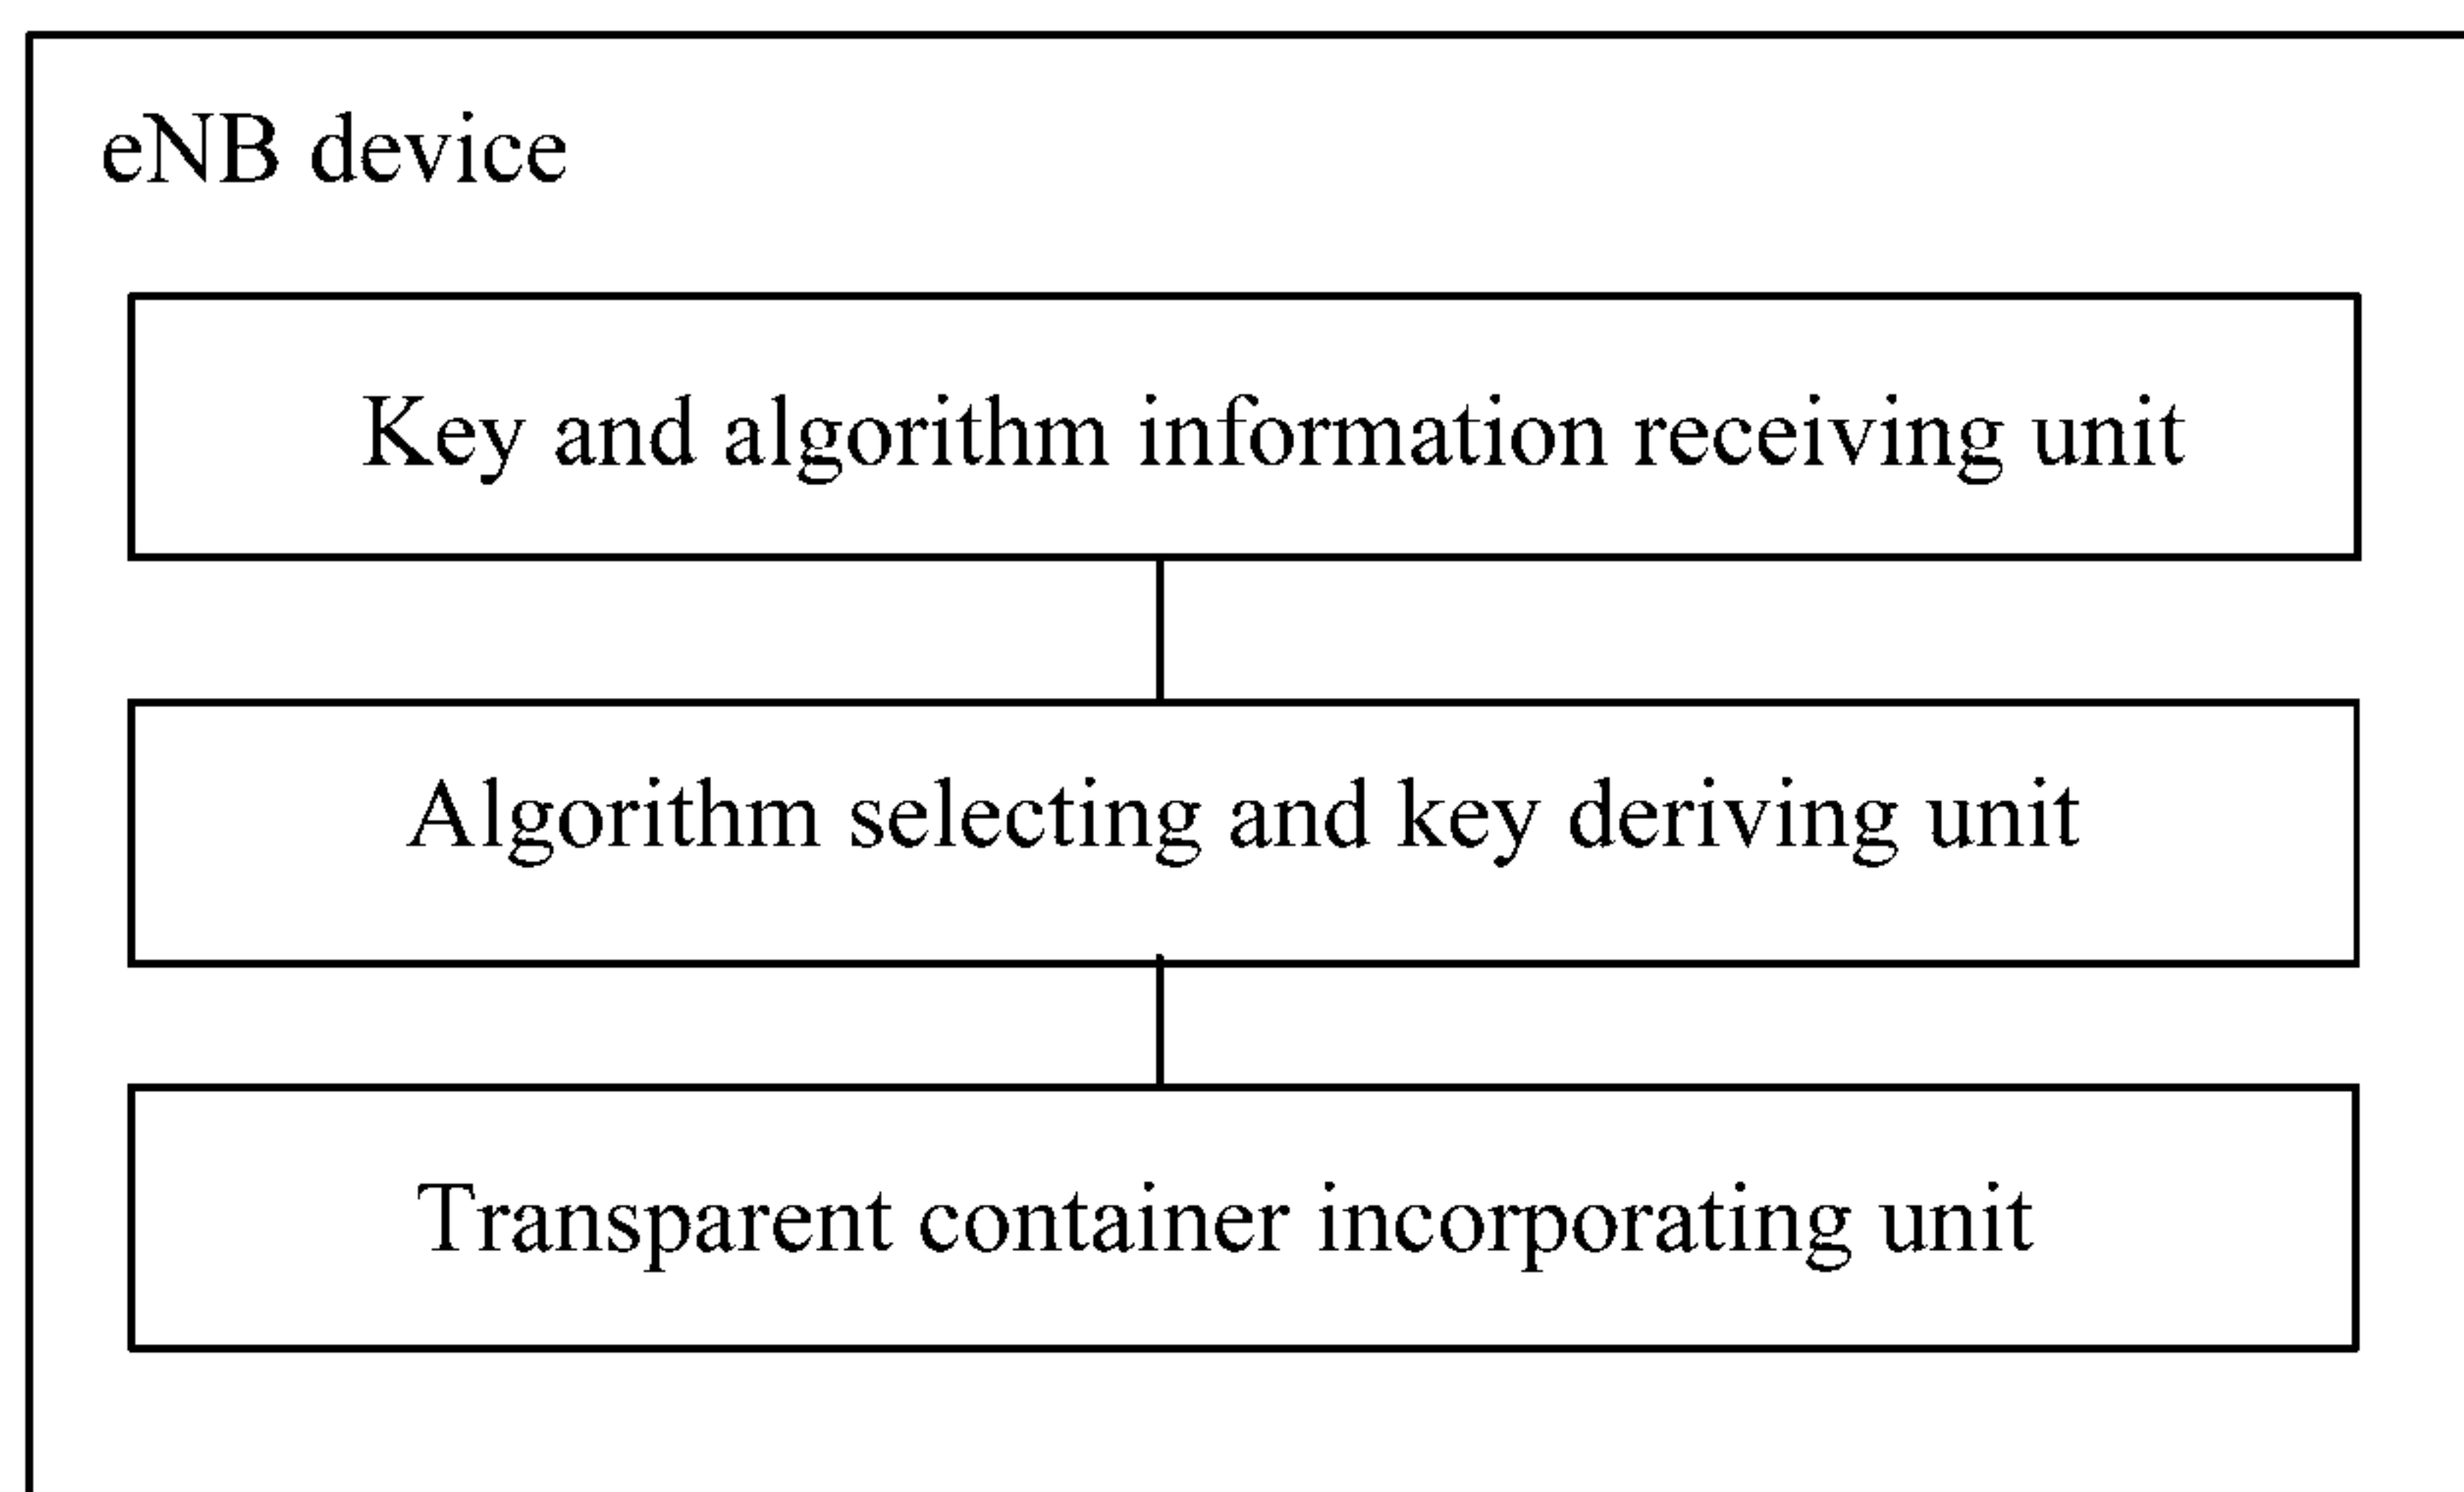 eNB device
Key and algorithm information receiving unit
Algorithm selecting and key deriving unit
Transparent container incorporating unit